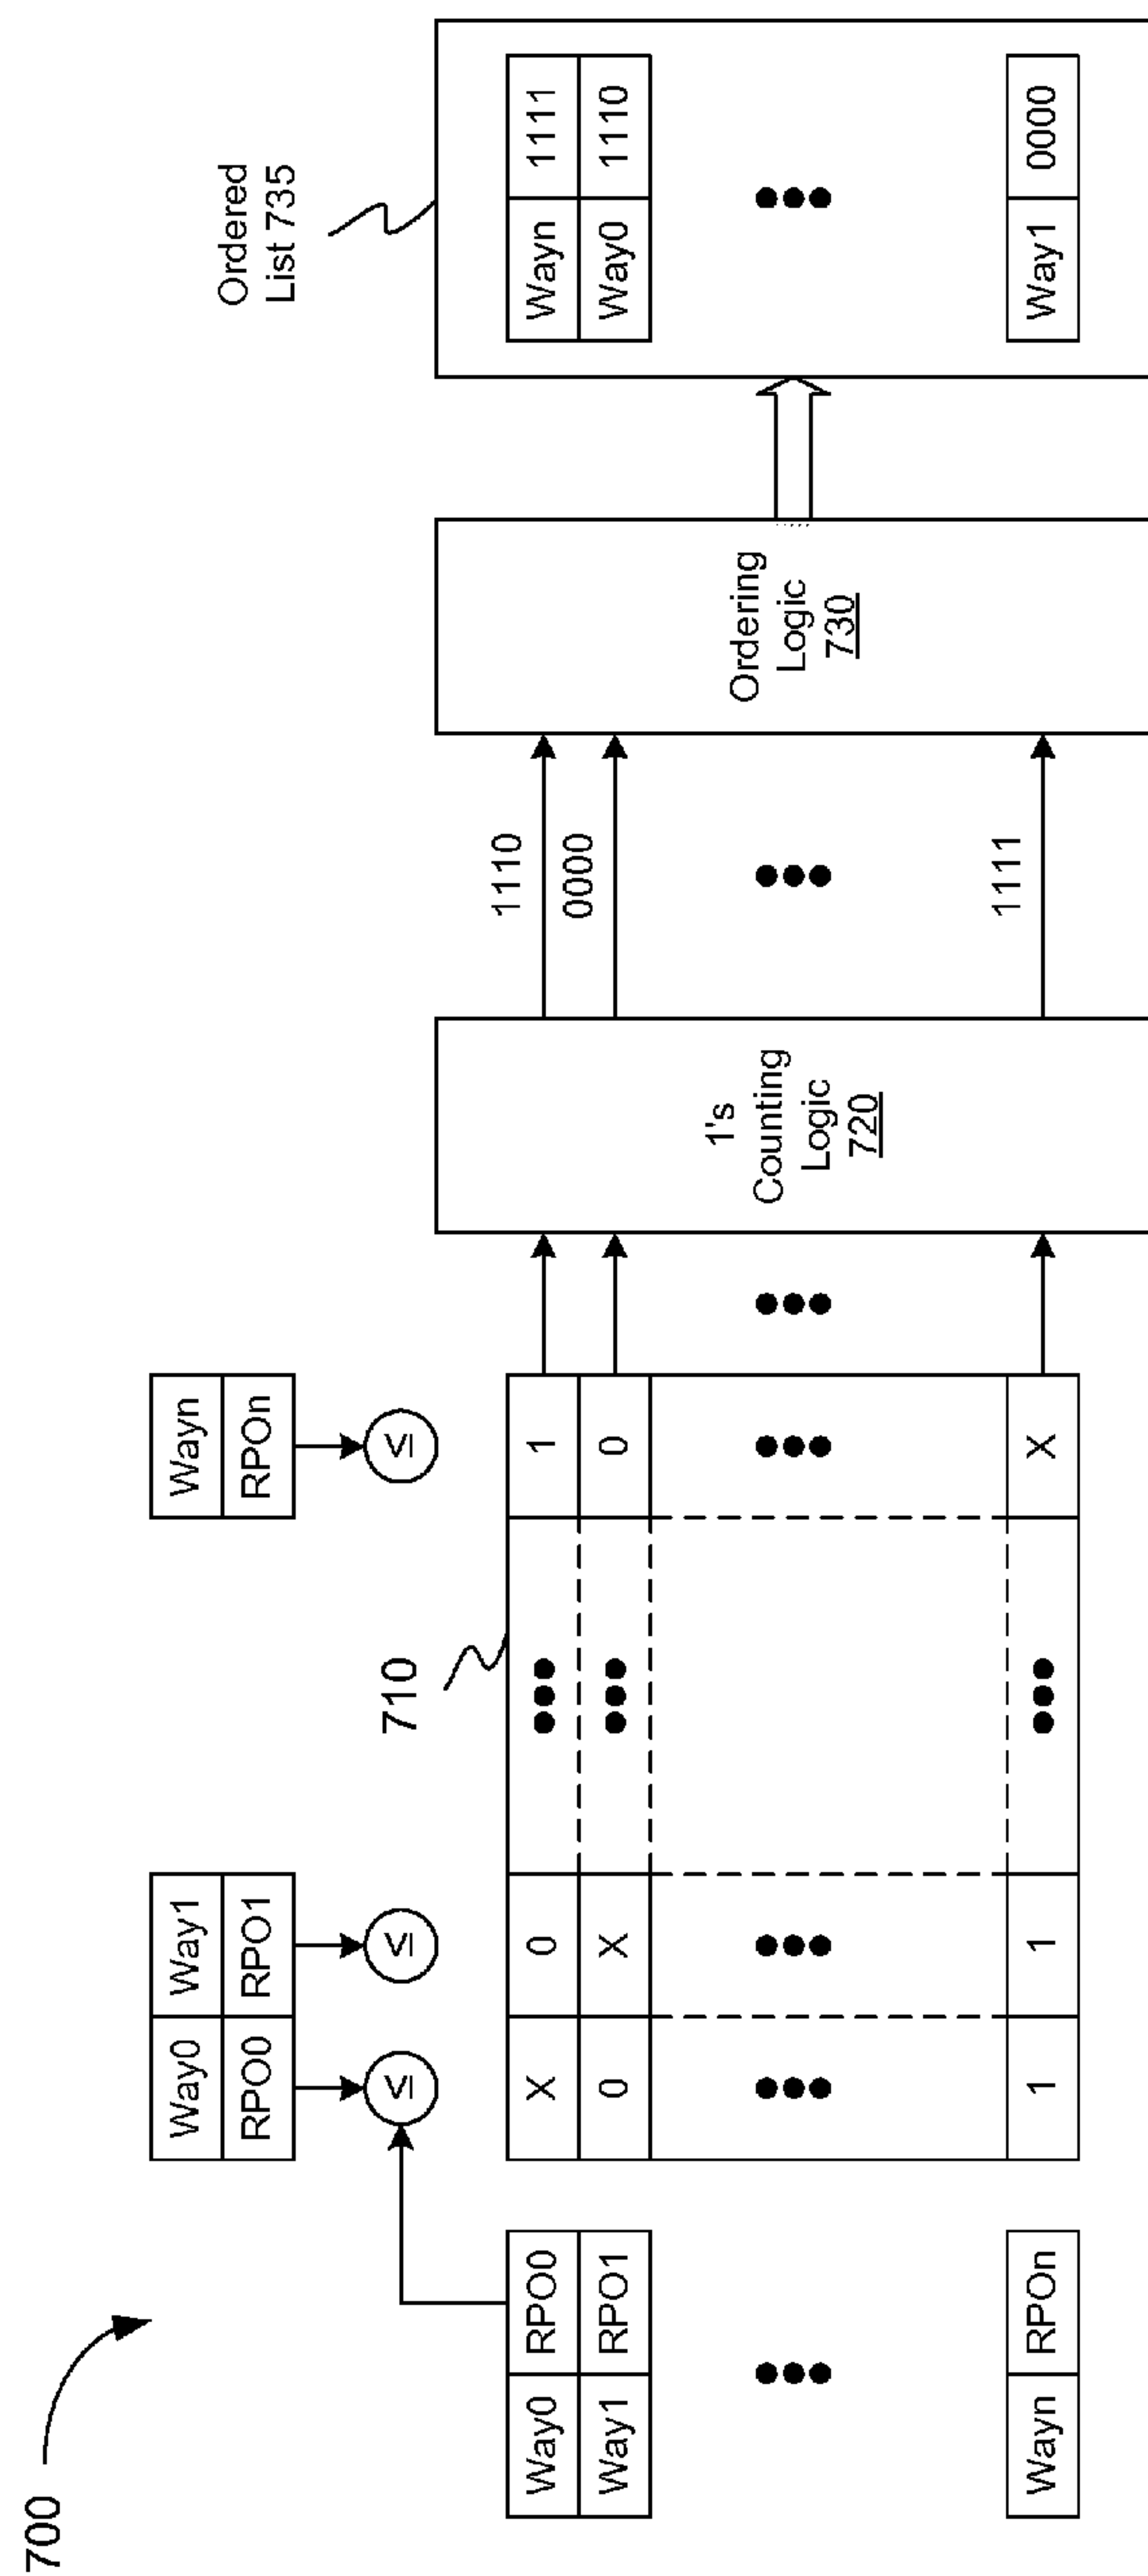 700
Way0 Way1 Wayn
RPO0 RPO1 RPOn
≤ ≤ ≤
710
Ordered
List 735
Way0 RPO0
Way1 RPO1
Wayn RPOn
X 0 1
0 X 0
1 1 X
1's
Counting
Logic
720
1110
0000
1111
Ordering
Logic
730
Wayn 1111
Way0 1110
Way1 0000